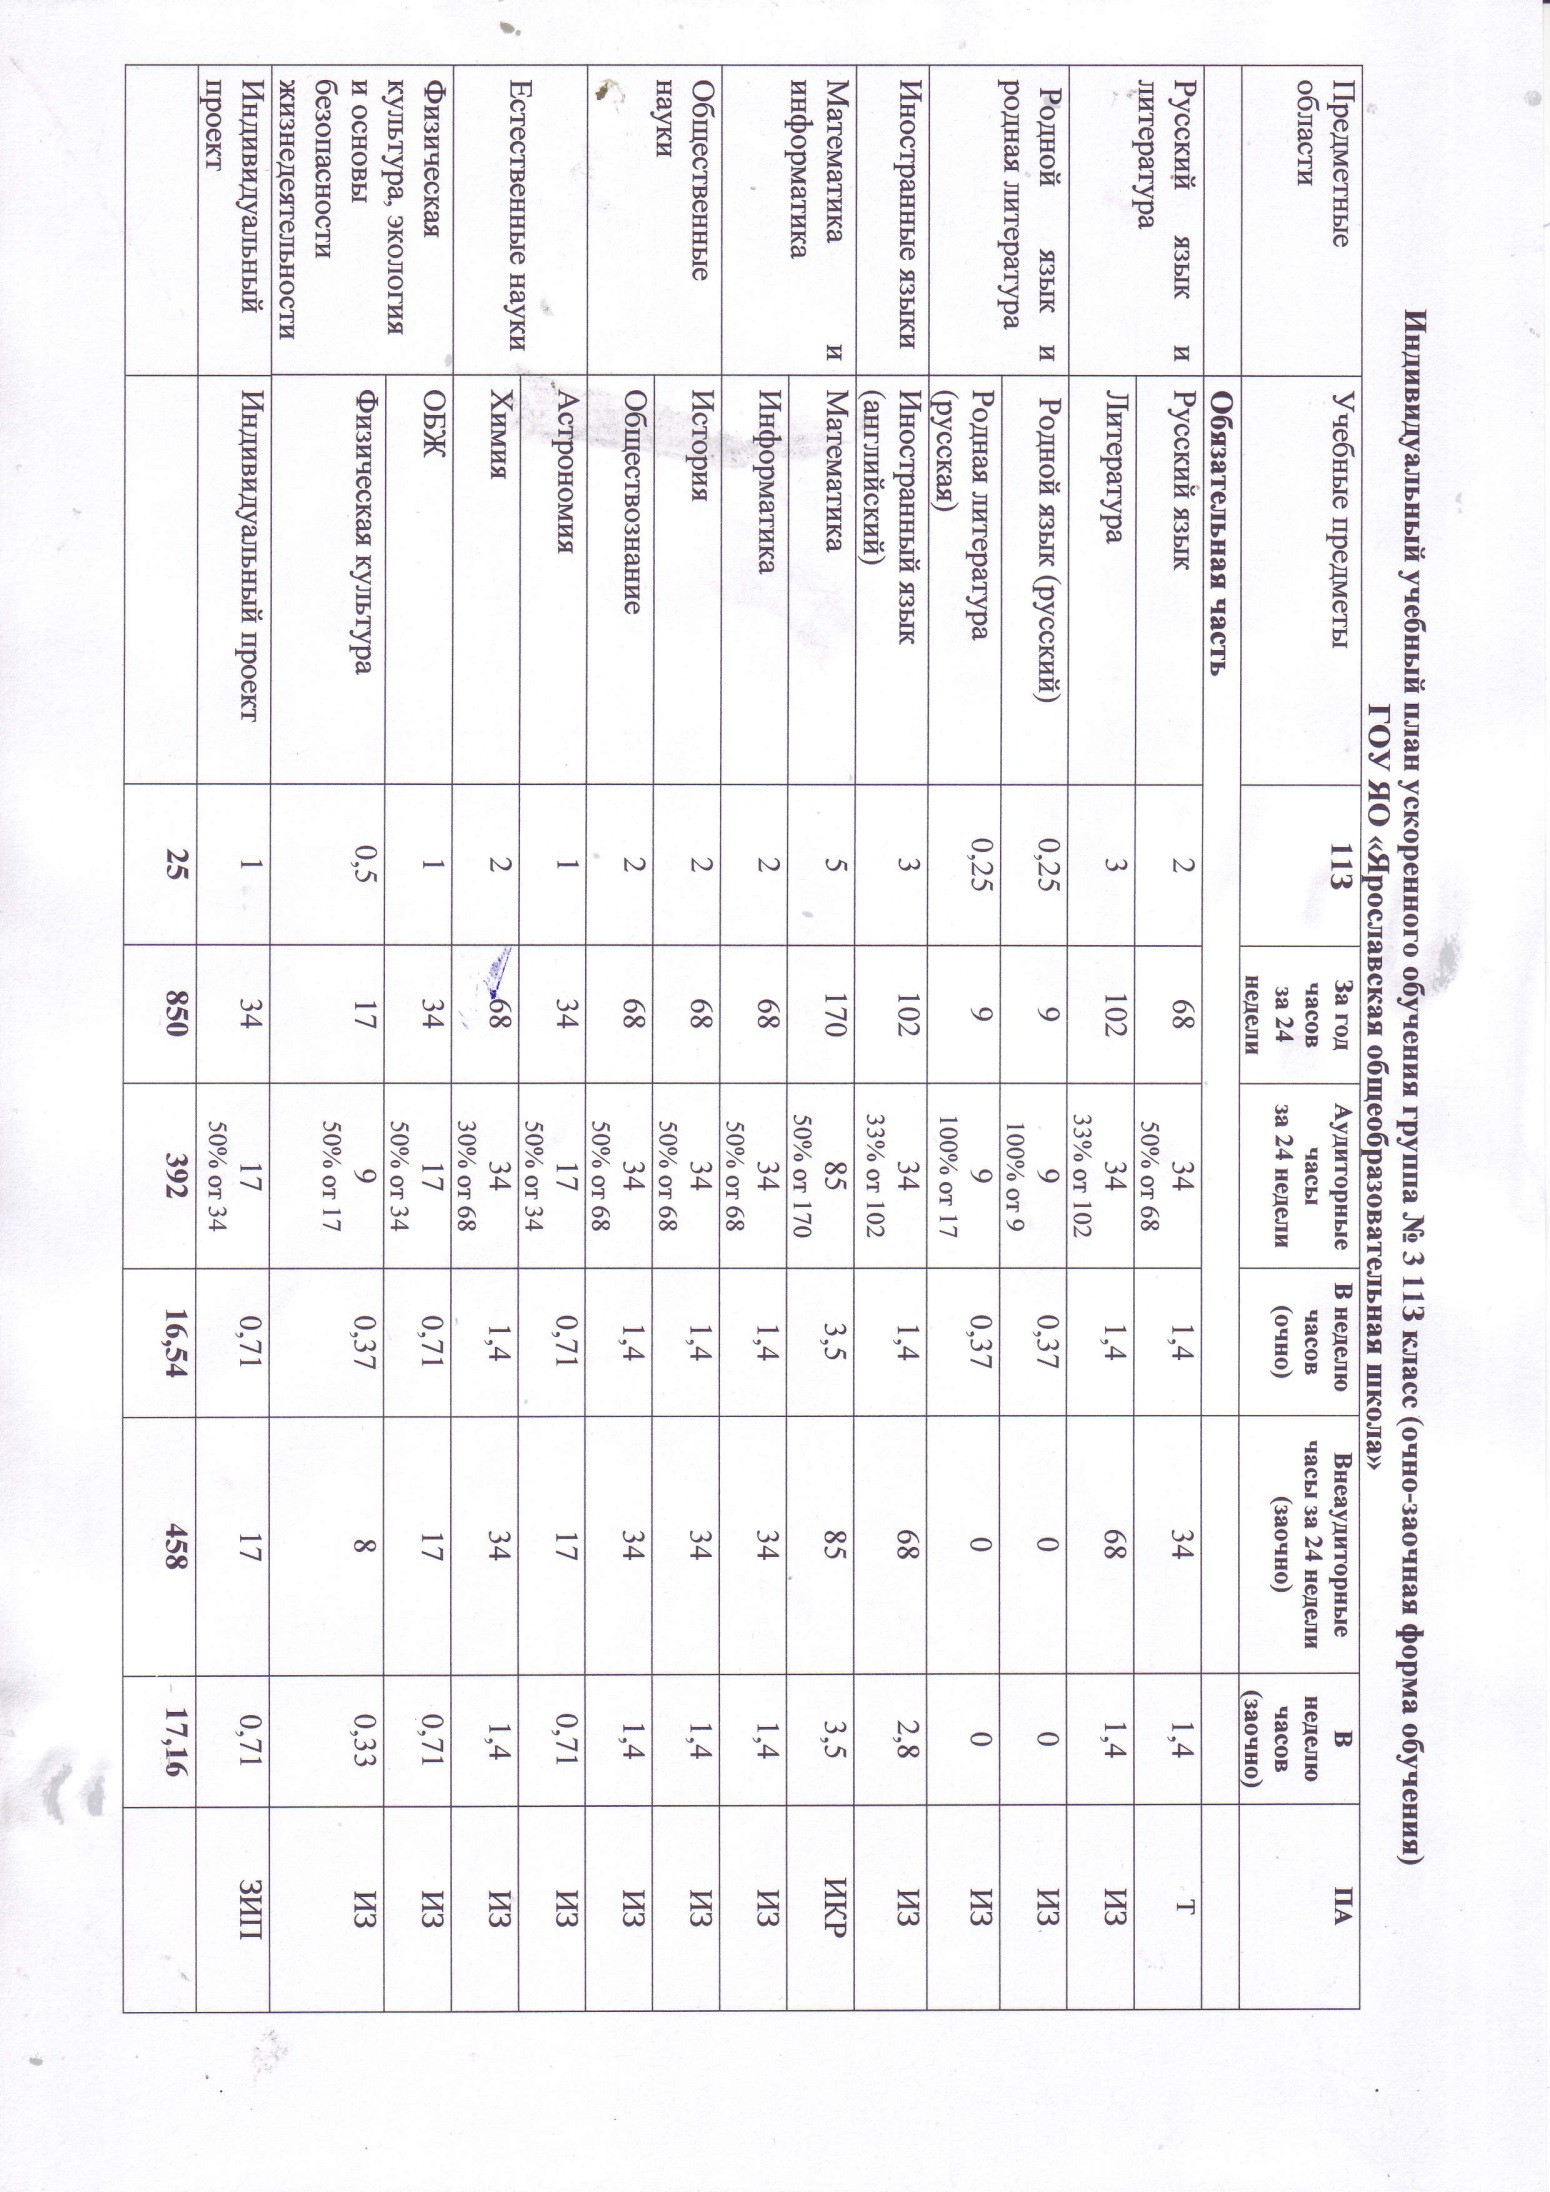 Индивидуальный учебный план ускоренного обучения группа № 3 11З класс (очно-заочная форма обучения)
ГОУ ЯО «Ярославская общеобразовательная школа»
Предметные области | Учебные предметы | 11З | За год часов за 24 недели | Аудиторные часы за 24 недели | В неделю часов (очно) | Внеаудиторные часы за 24 недели (заочно) | В неделю часов (заочно) | ПА
Обязательная часть
Русский язык и литература | Русский язык | 2 | 68 | 34 50% от 68 | 1,4 | 34 | 1,4 | Т
Литература | 3 | 102 | 34 33% от 102 | 1,4 | 68 | 1,4 | ИЗ
Родной язык и родная литература | Родной язык (русский) | 0,25 | 9 | 9 100% от 9 | 0,37 | 0 | 0 | ИЗ
Родная литература (русская) | 0,25 | 9 | 9 100% от 17 | 0,37 | 0 | 0 | ИЗ
Иностранные языки | Иностранный язык (английский) | 3 | 102 | 34 33% от 102 | 1,4 | 68 | 2,8 | ИЗ
Математика и информатика | Математика | 5 | 170 | 85 50% от 170 | 3,5 | 85 | 3,5 | ИКР
Информатика | 2 | 68 | 34 50% от 68 | 1,4 | 34 | 1,4 | ИЗ
Общественные науки | История | 2 | 68 | 34 50% от 68 | 1,4 | 34 | 1,4 | ИЗ
Обществознание | 2 | 68 | 34 50% от 68 | 1,4 | 34 | 1,4 | ИЗ
Естественные науки | Астрономия | 1 | 34 | 17 50% от 34 | 0,71 | 17 | 0,71 | ИЗ
Химия | 2 | 68 | 34 30% от 68 | 1,4 | 34 | 1,4 | ИЗ
Физическая культура, экология и основы безопасности жизнедеятельности | ОБЖ | 1 | 34 | 17 50% от 34 | 0,71 | 17 | 0,71 | ИЗ
Физическая культура | 0,5 | 17 | 9 50% от 17 | 0,37 | 8 | 0,33 | ИЗ
Индивидуальный проект | Индивидуальный проект | 1 | 34 | 17 50% от 34 | 0,71 | 17 | 0,71 | ЗИП
25 | 850 | 392 | 16,54 | 458 | 17,16